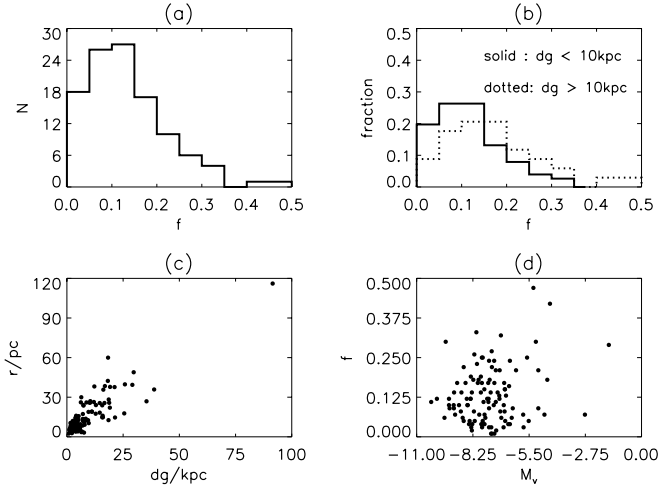 (a)
30
24
18
12
6
0
N
0.0 0.1 0.2 0.3 0.4 0.5
f
(b)
0.5
0.4
0.3
0.2
0.1
0.0
fraction
solid : dg < 10kpc
dotted: dg > 10kpc
0.0 0.1 0.2 0.3 0.4 0.5
f
(c)
120
90
60
30
0
r/pc
0 25 50 75 100
dg/kpc
(d)
0.500
0.375
0.250
0.125
0.000
f
−11.00 −8.25 −5.50 −2.75 0.00
Mv